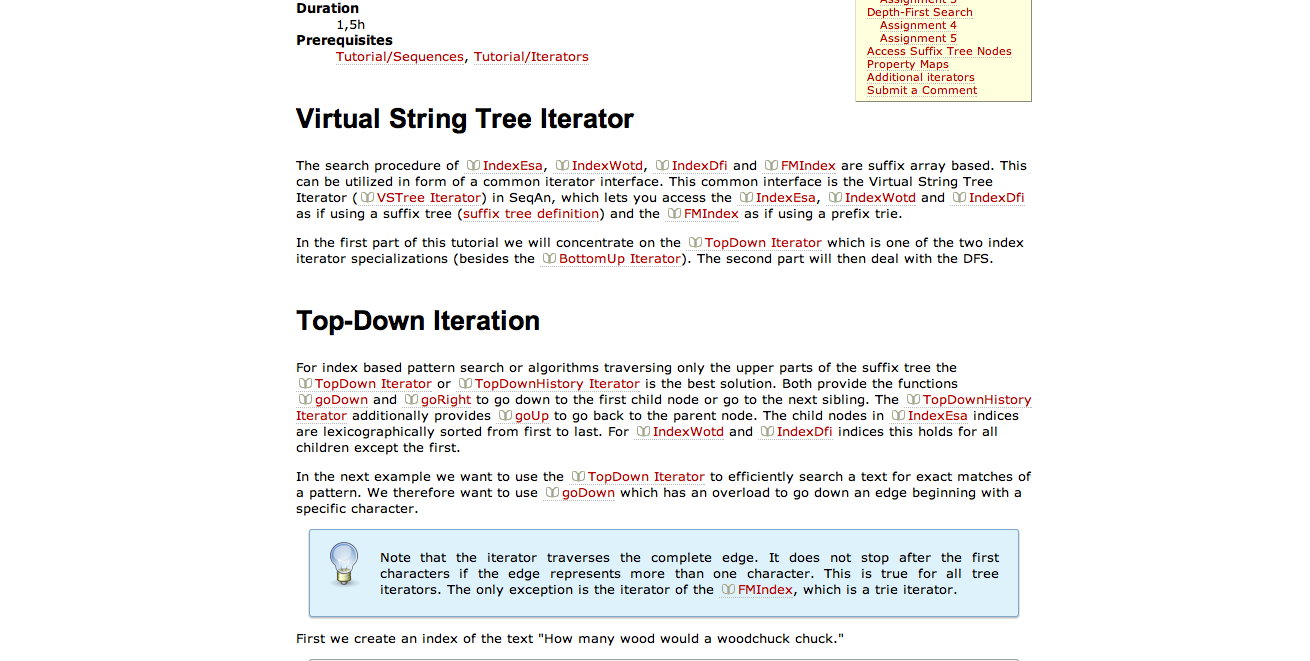 Duration
1,5h
Prerequisites
Tutorial/Sequences, Tutorial/Iterators
Depth-First Search
Assignment 4
Assignment 5
Access Suffix Tree Nodes
Property Maps
Additional iterators
Submit a Comment
Virtual String Tree Iterator
The search procedure of IndexEsa, IndexWotd, IndexDfi and FMIndex are suffix array based. This
can be utilized in form of a common iterator interface. This common interface is the Virtual String Tree
Iterator (VSTree Iterator) in SeqAn, which lets you access the IndexEsa, IndexWotd and IndexDfi
as if using a suffix tree (suffix tree definition) and the FMIndex as if using a prefix trie.
In the first part of this tutorial we will concentrate on the TopDown Iterator which is one of the two index
iterator specializations (besides the BottomUp Iterator). The second part will then deal with the DFS.
Top-Down Iteration
For index based pattern search or algorithms traversing only the upper parts of the suffix tree the
TopDown Iterator or TopDownHistory Iterator is the best solution. Both provide the functions
goDown and goRight to go down to the first child node or go to the next sibling. The TopDownHistory
Iterator additionally provides goUp to go back to the parent node. The child nodes in IndexEsa indices
are lexicographically sorted from first to last. For IndexWotd and IndexDfi indices this holds for all
children except the first.
In the next example we want to use the TopDown Iterator to efficiently search a text for exact matches of
a pattern. We therefore want to use goDown which has an overload to go down an edge beginning with a
specific character.
Note that the iterator traverses the complete edge. It does not stop after the first
characters if the edge represents more than one character. This is true for all tree
iterators. The only exception is the iterator of the FMIndex, which is a trie iterator.
First we create an index of the text "How many wood would a woodchuck chuck."